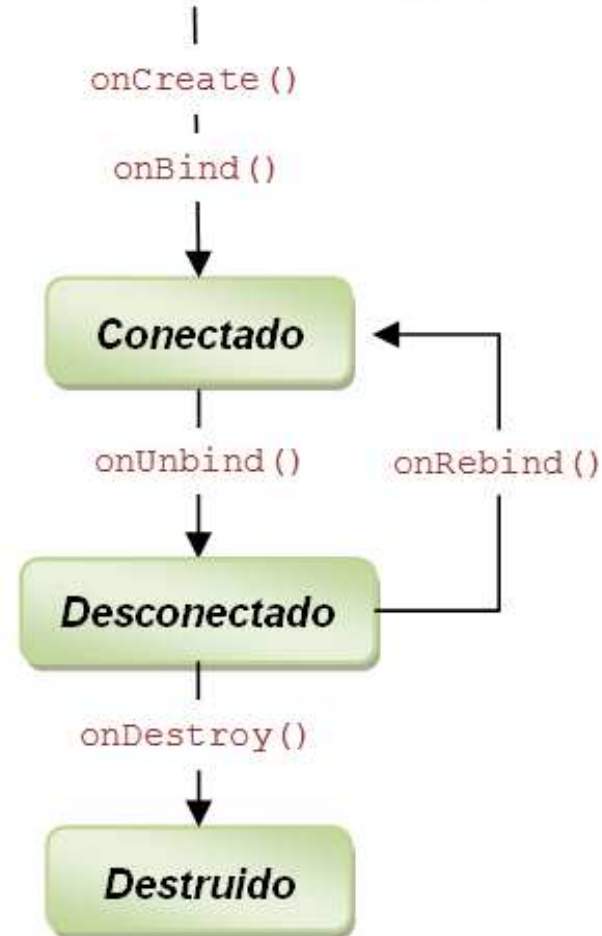 onCreate()
onBind()
Conectado
onUnbind()
onRebind()
Desconectado
onDestroy()
Destruido